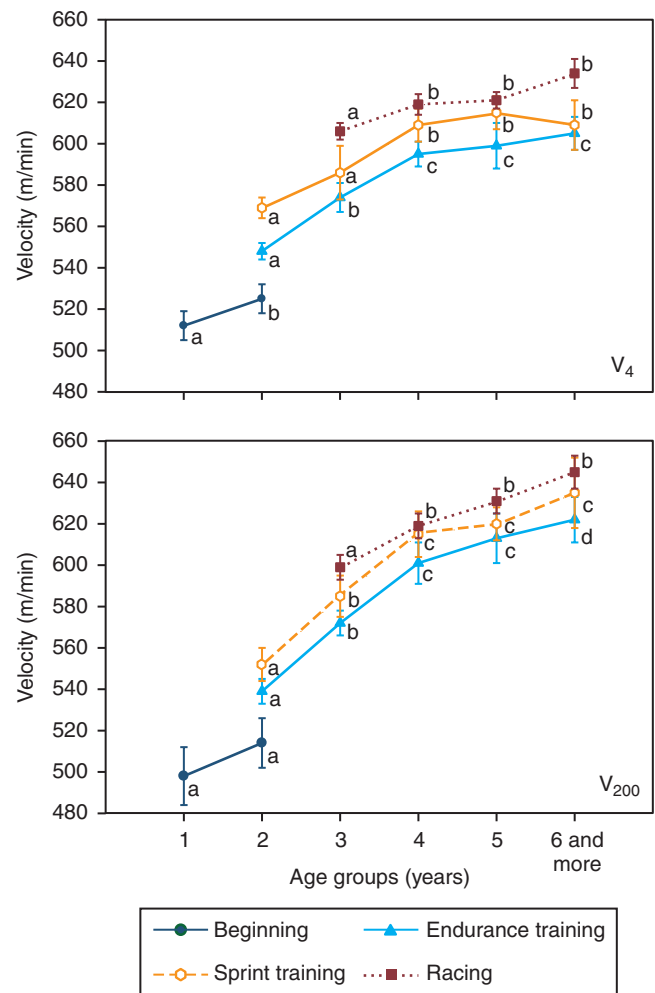 660
640
620
600
580
560
540
520
500
480
Velocity (m/min)
a b b b
a a b b b
a b c c c
a b
V4
660
640
620
600
580
560
540
520
500
480
Velocity (m/min)
a b b b
a b c c c
a b c c d
a a
V200
1 2 3 4 5 6 and more
Age groups (years)
Beginning Endurance training
Sprint training Racing